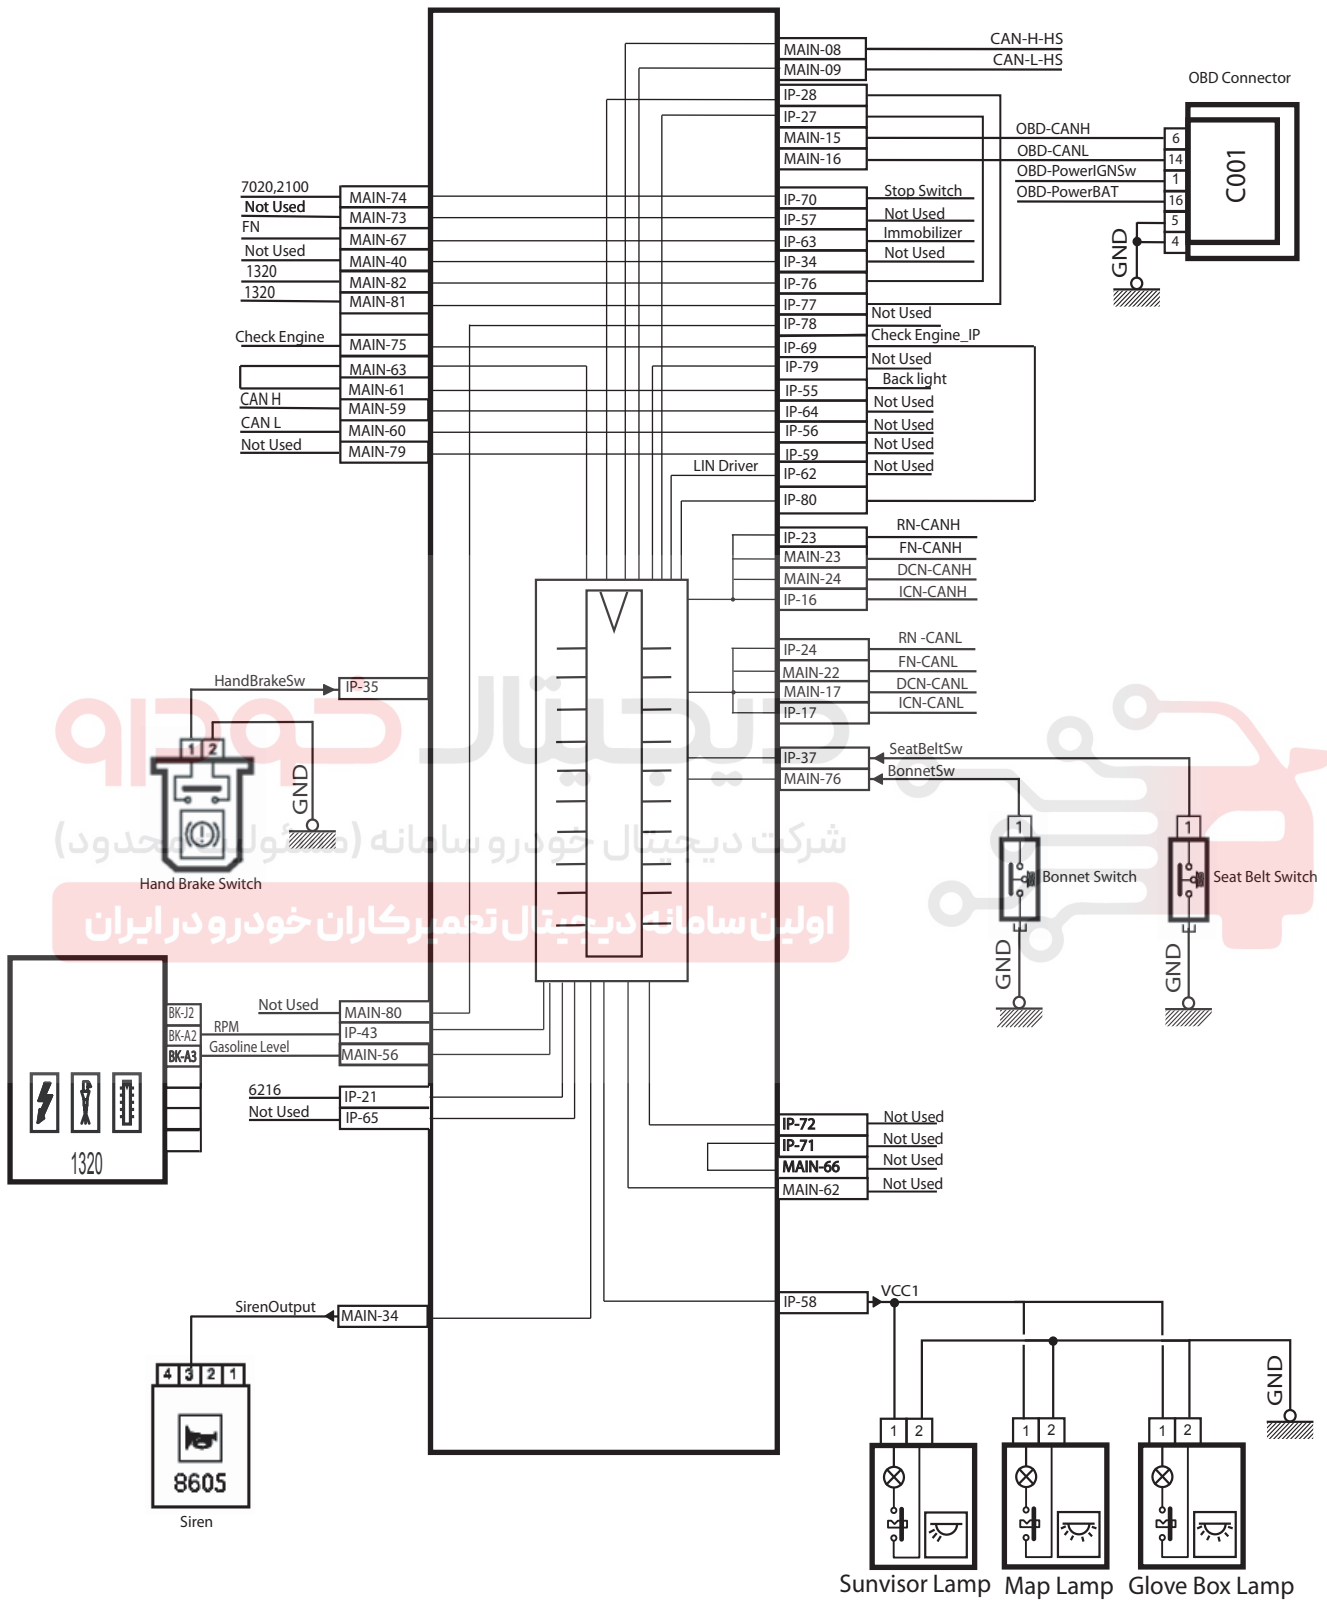 MAIN-08
CAN-H-HS
MAIN-09
CAN-L-HS
OBD Connector
IP-28
IP-27
MAIN-15
OBD-CANH
6
MAIN-16
OBD-CANL
14
OBD-PowerIGNSw
1
OBD-PowerBAT
16
5
4
C001
GND
7020,2100
MAIN-74
IP-70
Stop Switch
Not Used
MAIN-73
IP-57
Not Used
FN
MAIN-67
IP-63
Immobilizer
Not Used
MAIN-40
IP-34
Not Used
1320
MAIN-82
IP-76
1320
MAIN-81
IP-77
IP-78
Not Used
Check Engine
MAIN-75
IP-69
Check Engine_IP
MAIN-63
IP-79
Not Used
MAIN-61
IP-55
Back light
CAN H
MAIN-59
IP-64
Not Used
CAN L
MAIN-60
IP-56
Not Used
Not Used
MAIN-79
IP-59
Not Used
LIN Driver
IP-62
Not Used
IP-80
IP-23
RN-CANH
MAIN-23
FN-CANH
MAIN-24
DCN-CANH
IP-16
ICN-CANH
IP-24
RN -CANL
MAIN-22
FN-CANL
MAIN-17
DCN-CANL
IP-17
ICN-CANL
HandBrakeSw
IP-35
1 2
GND
Hand Brake Switch
IP-37
SeatBeltSw
MAIN-76
BonnetSw
1
Bonnet Switch
GND
1
Seat Belt Switch
GND
دیجیتال خودرو
شرکت دیجیتال خودرو سامانه (مسئولیت محدود)
اولین سامانه دیجیتال تعمیرکاران خودرو در ایران
BK-J2
Not Used
MAIN-80
BK-A2
RPM
IP-43
BK-A3
Gasoline Level
MAIN-56
6216
IP-21
Not Used
IP-65
1320
IP-72
Not Used
IP-71
Not Used
MAIN-66
Not Used
MAIN-62
Not Used
SirenOutput
MAIN-34
4 3 2 1
8605
Siren
IP-58
VCC1
GND
1 2
1 2
1 2
Sunvisor Lamp
Map Lamp
Glove Box Lamp